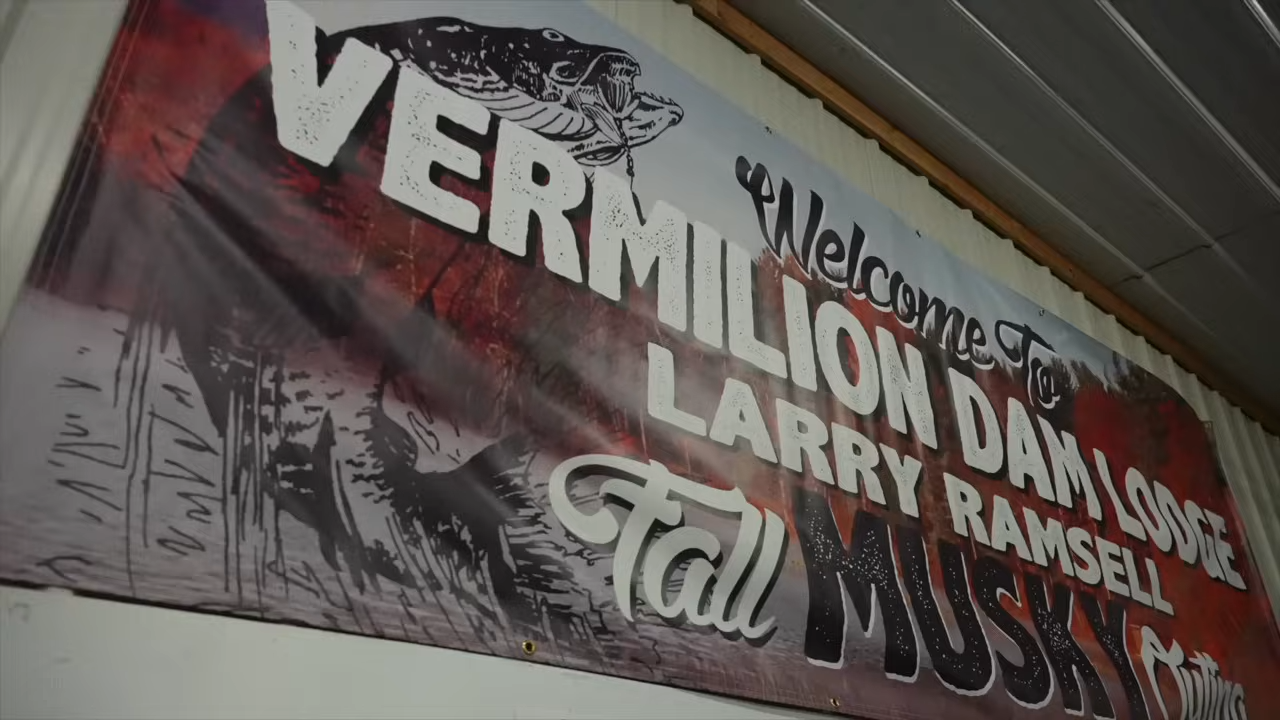 Welcome To
VERMILION DAM LODGE
LARRY RAMSELL
Fall MUSKY Outing